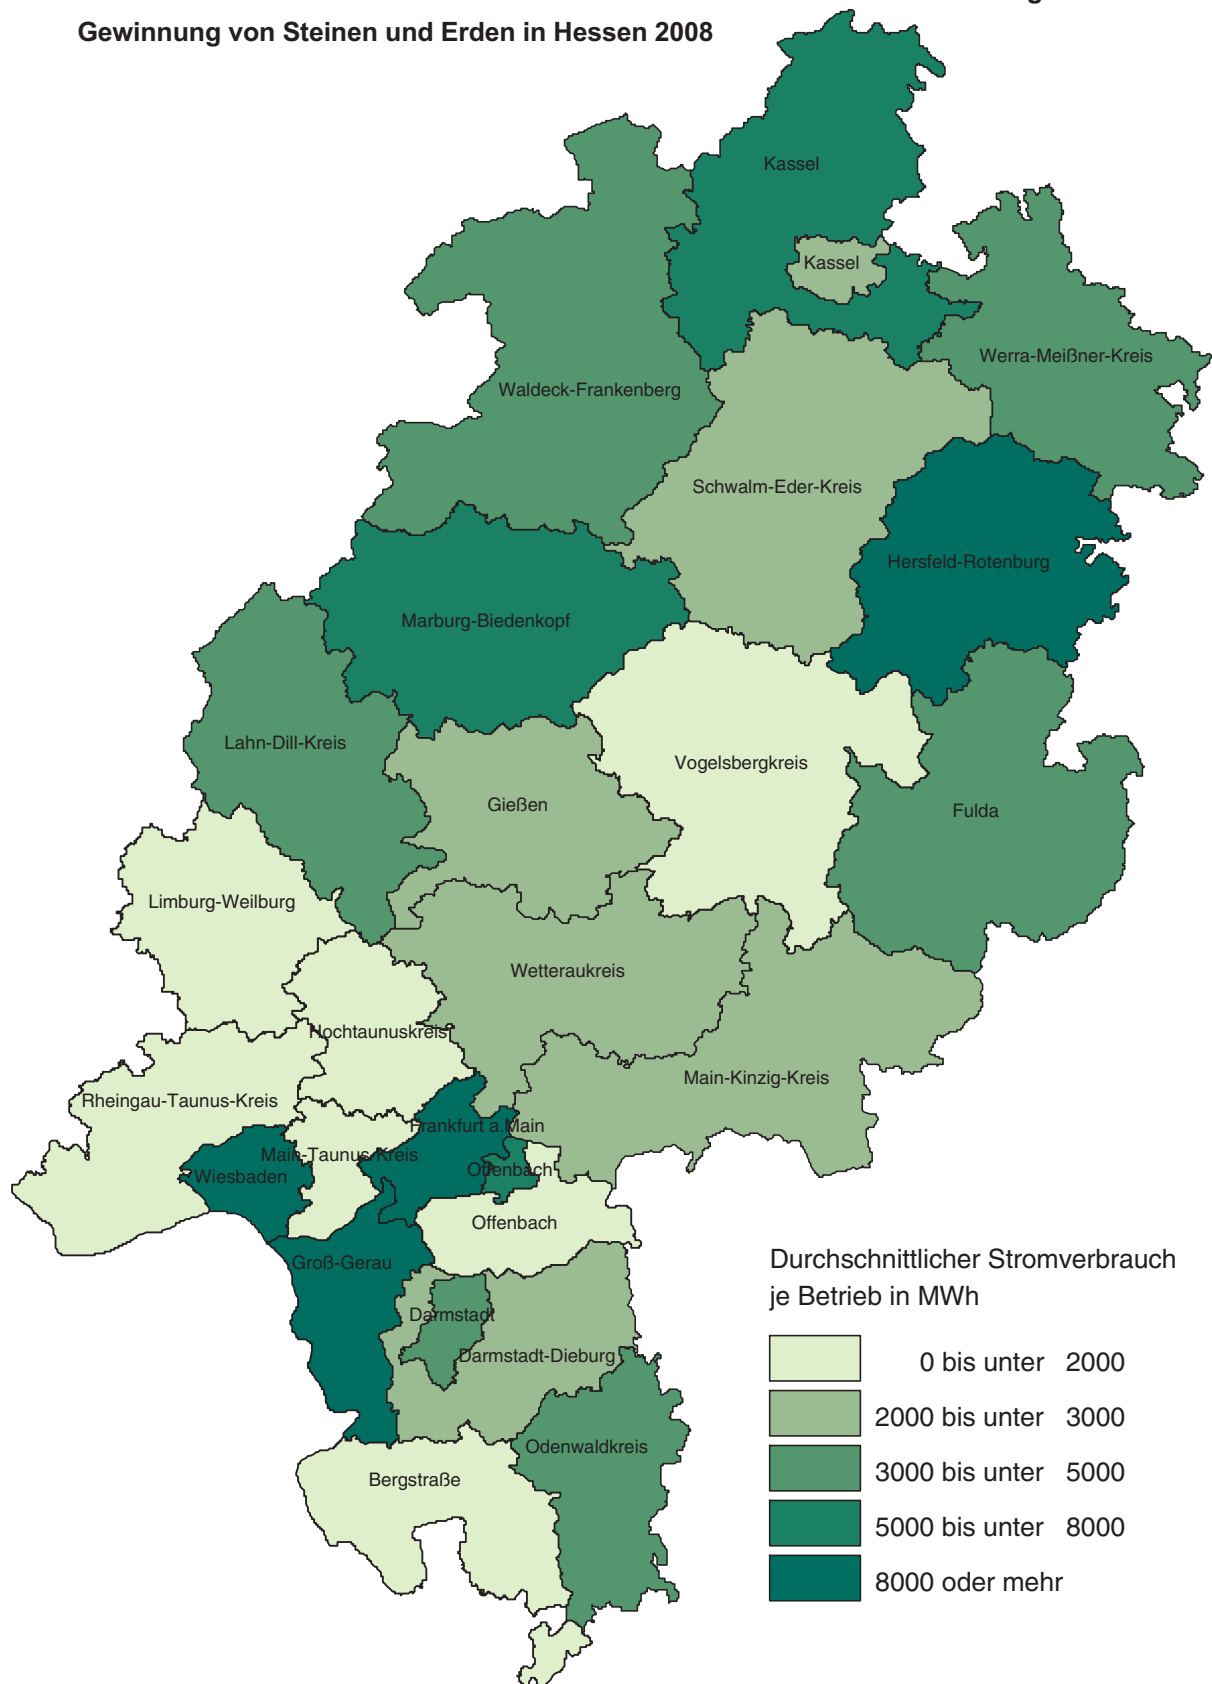 Gewinnung von Steinen und Erden in Hessen 2008
Kassel
Kassel
Werra-Meißner-Kreis
Waldeck-Frankenberg
Schwalm-Eder-Kreis
Hersfeld-Rotenburg
Marburg-Biedenkopf
Lahn-Dill-Kreis
Vogelsbergkreis
Gießen
Fulda
Limburg-Weilburg
Wetteraukreis
Hochtaunuskreis
Main-Kinzig-Kreis
Rheingau-Taunus-Kreis
Frankfurt a.Main
Main-Taunus-Kreis
Offenbach
Wiesbaden
Offenbach
Groß-Gerau
Darmstadt
Darmstadt-Dieburg
Odenwaldkreis
Bergstraße
Durchschnittlicher Stromverbrauch
je Betrieb in MWh
0 bis unter 2000
2000 bis unter 3000
3000 bis unter 5000
5000 bis unter 8000
8000 oder mehr